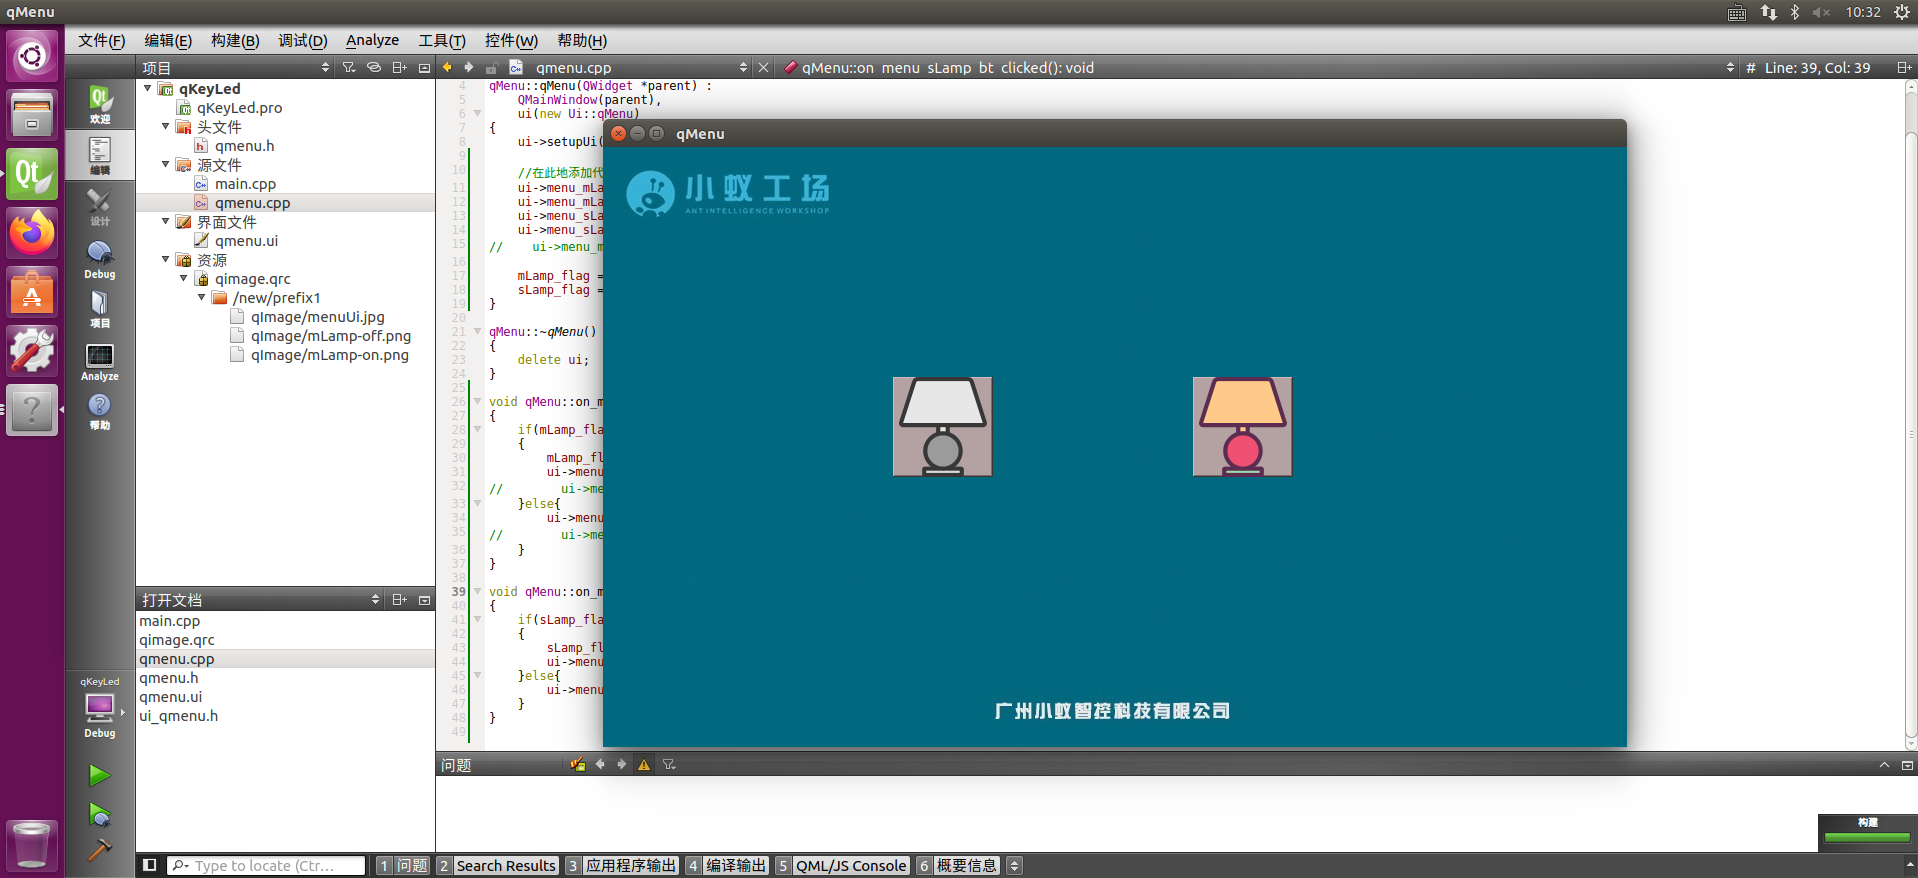 qMenu
10:32
文件(F) 编辑(E) 构建(B) 调试(D) Analyze 工具(T) 控件(W) 帮助(H)
项目
qmenu.cpp
qMenu::on menu sLamp bt clicked(): void
# Line: 39, Col: 39
欢迎
编辑
设计
Debug
项目
Analyze
帮助
qKeyLed
Debug
qKeyLed
qKeyLed.pro
头文件
qmenu.h
源文件
main.cpp
qmenu.cpp
界面文件
qmenu.ui
资源
qimage.qrc
/new/prefix1
qImage/menuUi.jpg
qImage/mLamp-off.png
qImage/mLamp-on.png
打开文档
main.cpp
qimage.qrc
qmenu.cpp
qmenu.h
qmenu.ui
ui_qmenu.h
4 qMenu::qMenu(QWidget *parent) :
5 QMainWindow(parent),
6 ui(new Ui::qMenu)
7 {
8 ui->setupUi(
9
10 //在此地添加代
11 ui->menu_mLa
12 ui->menu_mLa
13 ui->menu_sLa
14 ui->menu_sLa
15 // ui->menu_m
16
17 mLamp_flag =
18 sLamp_flag =
19 }
20
21 qMenu::~qMenu()
22 {
23 delete ui;
24 }
25
26 void qMenu::on_m
27 {
28 if(mLamp_fla
29 {
30 mLamp_fl
31 ui->menu
32 // ui->me
33 }else{
34 ui->menu
35 // ui->me
36 }
37 }
38
39 void qMenu::on_m
40 {
41 if(sLamp_fla
42 {
43 sLamp_fl
44 ui->menu
45 }else{
46 ui->menu
47 }
48 }
49
qMenu
小蚁工场
ANT INTELLIGENCE WORKSHOP
广州小蚁智控科技有限公司
问题
构建
Type to locate (Ctr...
1 问题 2 Search Results 3 应用程序输出 4 编译输出 5 QML/JS Console 6 概要信息